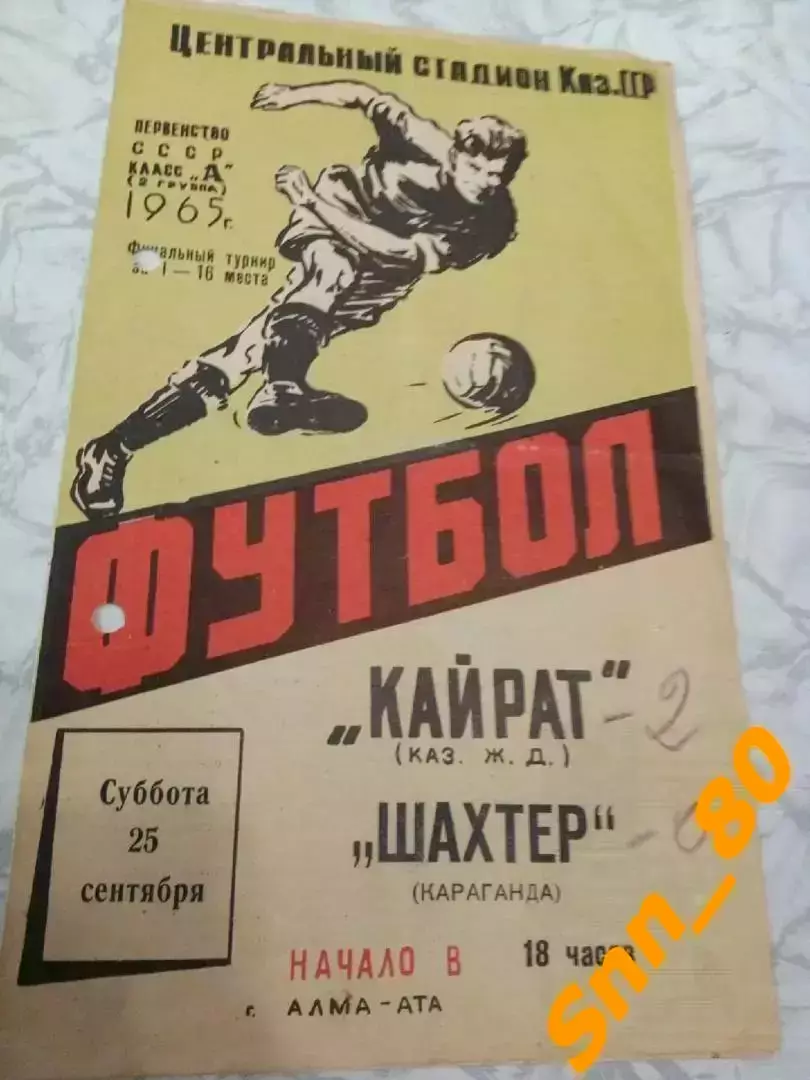 ЦЕНТРАЛЬНЫЙ СТАДИОН Каз.ССР
ПЕРВЕНСТВО
СССР
КЛАСС „А"
(2 ГРУППА)
1965 г.
Финальный турнир
за 1 — 16 места
ФУТБОЛ
„КАЙРАТ" - 2
(КАЗ. Ж. Д.)
„ШАХТЕР" - 0
(КАРАГАНДА)
Суббота
25
сентября
НАЧАЛО В 18 часов
г. АЛМА-АТА
Snn_80